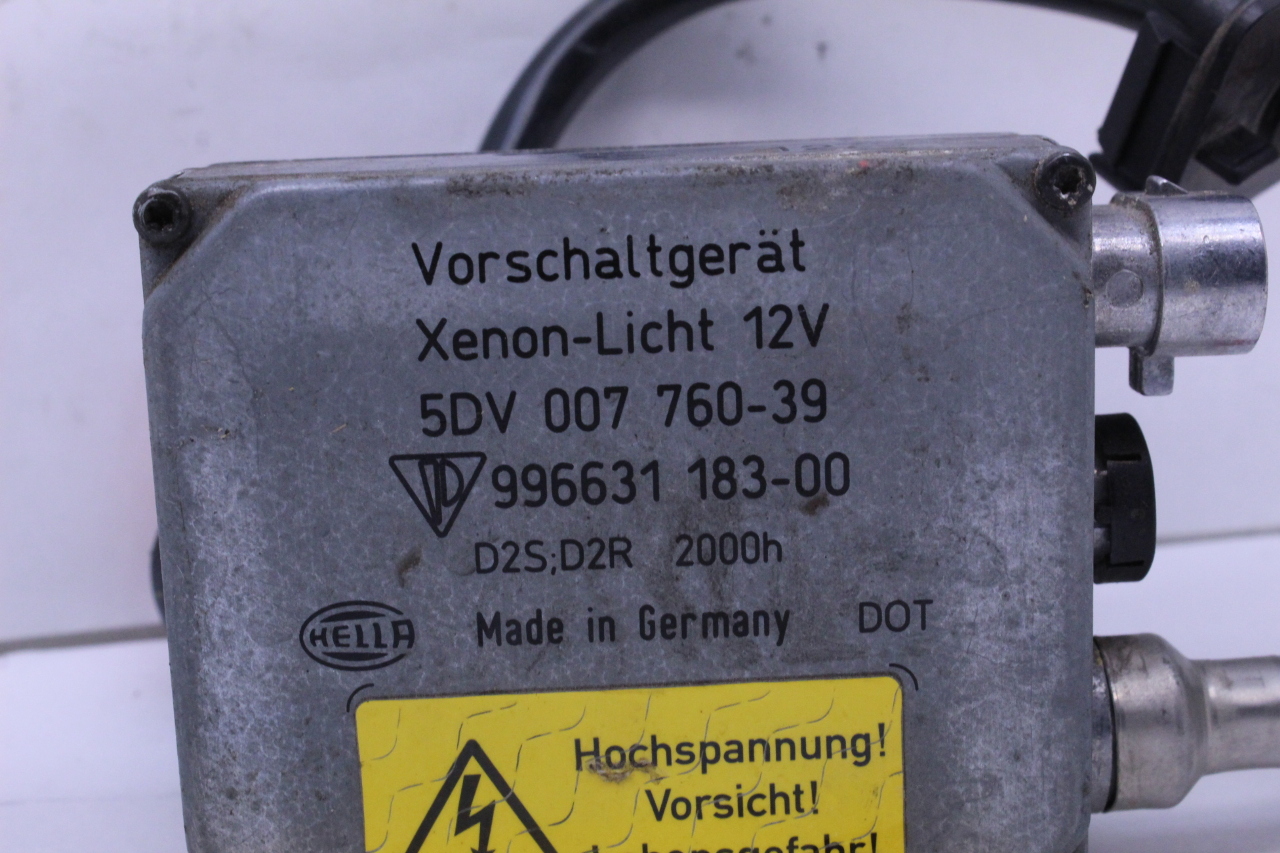 Vorschaltgerät
Xenon-Licht 12V
5DV 007 760-39
996631 183-00
D2S;D2R 2000h
HELLA Made in Germany DOT
Hochspannung!
Vorsicht!
Lebensgefahr!